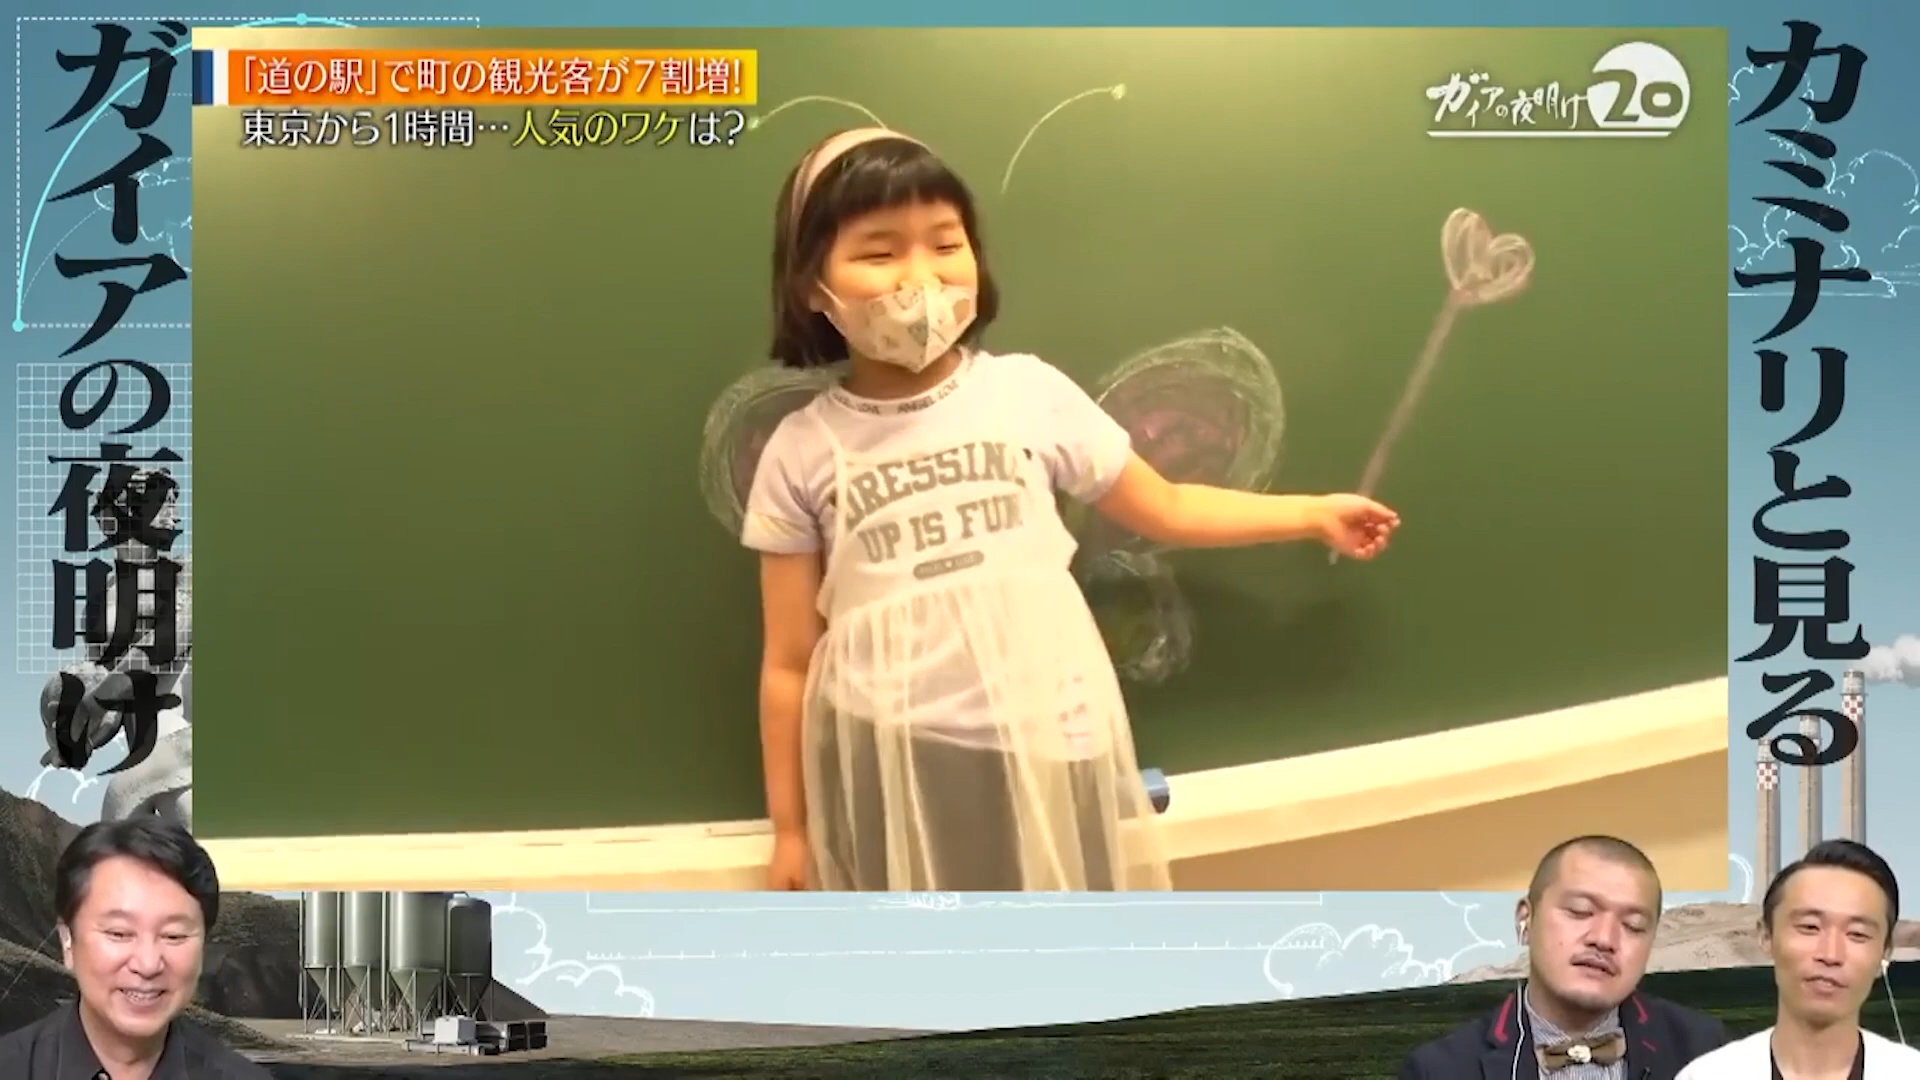 ガイアの夜明け
カミナリと見る
「道の駅」で町の観光客が7割増!
東京から1時間…人気のワケは?
ガイアの夜明け 20
ANGEL LOVE
DRESSING
UP IS FUN